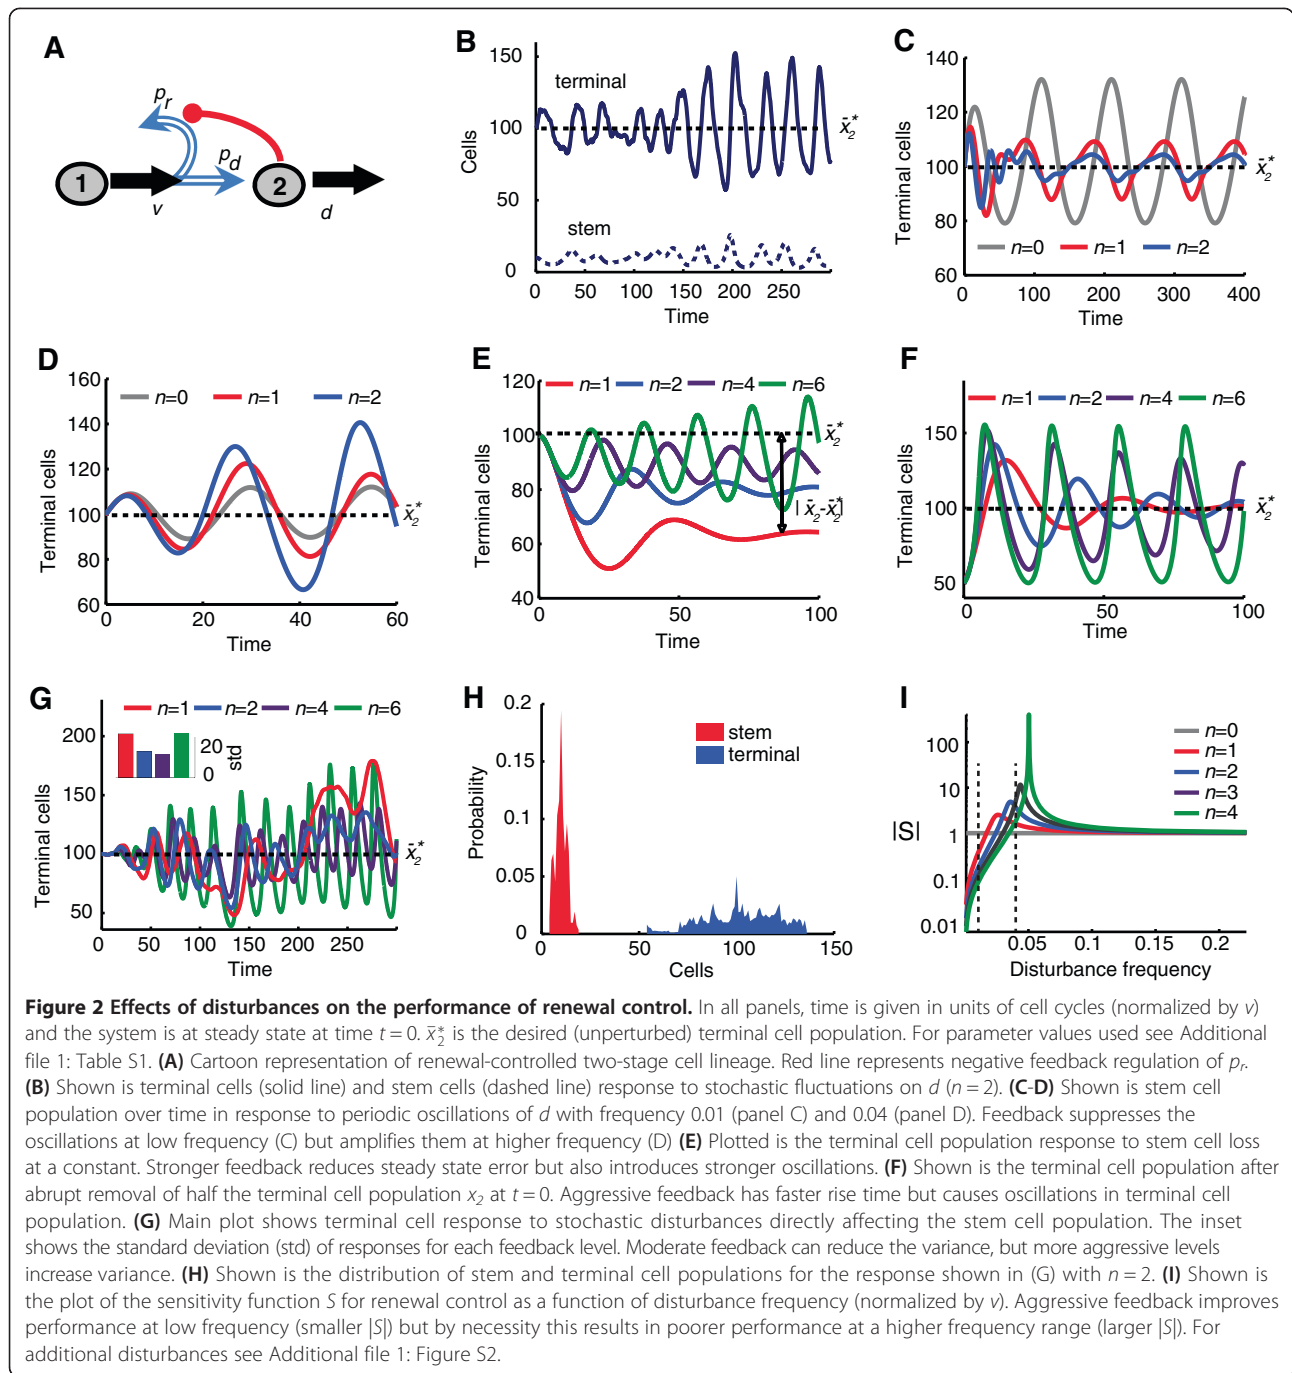 A
p_r
p_d
1
2
v
d
B
150
terminal
Cells
100
x̄₂*
50
stem
0
0 50 100 150 200 250
Time
C
140
120
Terminal cells
100
x̄₂*
80
n=0 n=1 n=2
60
0 100 200 300 400
Time
D
160
n=0 n=1 n=2
140
120
Terminal cells
100
x̄₂*
80
60
0 20 40 60
Time
E
120
n=1 n=2 n=4 n=6
100
x̄₂*
Terminal cells
80
|x̄₂-x̄₂*|
60
40
0 50 100
Time
F
n=1 n=2 n=4 n=6
150
Terminal cells
100
x̄₂*
50
0 50 100
Time
G
n=1 n=2 n=4 n=6
200
20
0
std
150
Terminal cells
100
x̄₂*
50
0 50 100 150 200 250
Time
H
0.2
stem
terminal
0.15
Probability
0.1
0.05
0
0 50 100 150
Cells
I
100
n=0
n=1
n=2
n=3
n=4
10
|S|
1
0.1
0.01
0.05 0.1 0.15 0.2
Disturbance frequency
Figure 2 Effects of disturbances on the performance of renewal control. In all panels, time is given in units of cell cycles (normalized by v)
and the system is at steady state at time t = 0. x̄₂* is the desired (unperturbed) terminal cell population. For parameter values used see Additional
file 1: Table S1. (A) Cartoon representation of renewal-controlled two-stage cell lineage. Red line represents negative feedback regulation of p_r.
(B) Shown is terminal cells (solid line) and stem cells (dashed line) response to stochastic fluctuations on d (n = 2). (C-D) Shown is stem cell
population over time in response to periodic oscillations of d with frequency 0.01 (panel C) and 0.04 (panel D). Feedback suppresses the
oscillations at low frequency (C) but amplifies them at higher frequency (D) (E) Plotted is the terminal cell population response to stem cell loss
at a constant. Stronger feedback reduces steady state error but also introduces stronger oscillations. (F) Shown is the terminal cell population after
abrupt removal of half the terminal cell population x₂ at t = 0. Aggressive feedback has faster rise time but causes oscillations in terminal cell
population. (G) Main plot shows terminal cell response to stochastic disturbances directly affecting the stem cell population. The inset
shows the standard deviation (std) of responses for each feedback level. Moderate feedback can reduce the variance, but more aggressive levels
increase variance. (H) Shown is the distribution of stem and terminal cell populations for the response shown in (G) with n = 2. (I) Shown is
the plot of the sensitivity function S for renewal control as a function of disturbance frequency (normalized by v). Aggressive feedback improves
performance at low frequency (smaller |S|) but by necessity this results in poorer performance at a higher frequency range (larger |S|). For
additional disturbances see Additional file 1: Figure S2.